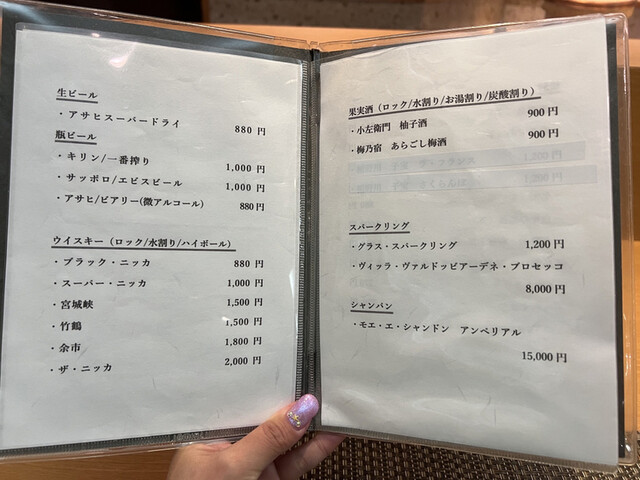 生ビール
・アサヒスーパードライ 880 円
瓶ビール
・キリン/一番搾り 1,000 円
・サッポロ/エビスビール 1,000 円
・アサヒ/ビアリー(微アルコール) 880円
ウイスキー（ロック/水割り/ハイボール）
・ブラック・ニッカ 880 円
・スーパー・ニッカ 1,000 円
・宮城峡 1,500 円
・竹鶴 1,500 円
・余市 1,800 円
・ザ・ニッカ 2,000 円
果実酒（ロック/水割り/お湯割り/炭酸割り）
・小左衛門 柚子酒 900 円
・梅乃宿 あらごし梅酒 900 円
スパークリング
・グラス・スパークリング 1,200 円
・ヴィッラ・ヴァルドッビアーデネ・プロセッコ
8,000 円
シャンパン
・モエ・エ・シャンドン アンペリアル
15,000 円